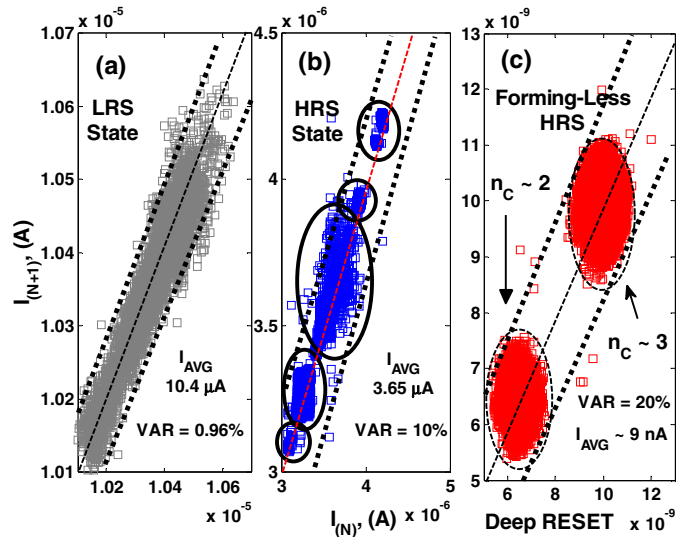 x 10^-5
x 10^-6
x 10^-9
(a)
LRS
State
1.07
1.06
1.05
1.04
1.03
1.02
1.01
I(N+1), (A)
I_AVG
10.4 µA
VAR = 0.96%
1.02
1.04
1.06
x 10^-5
(b)
HRS
State
4.5
4
3.5
3
I_AVG
3.65 µA
VAR = 10%
3
4
5
x 10^-6
I(N), (A)
(c)
Forming-Less
HRS
13
12
11
10
9
8
7
6
5
n_C ~ 2
n_C ~ 3
VAR = 20%
I_AVG ~ 9 nA
6
8
10
12
x 10^-9
Deep RESET